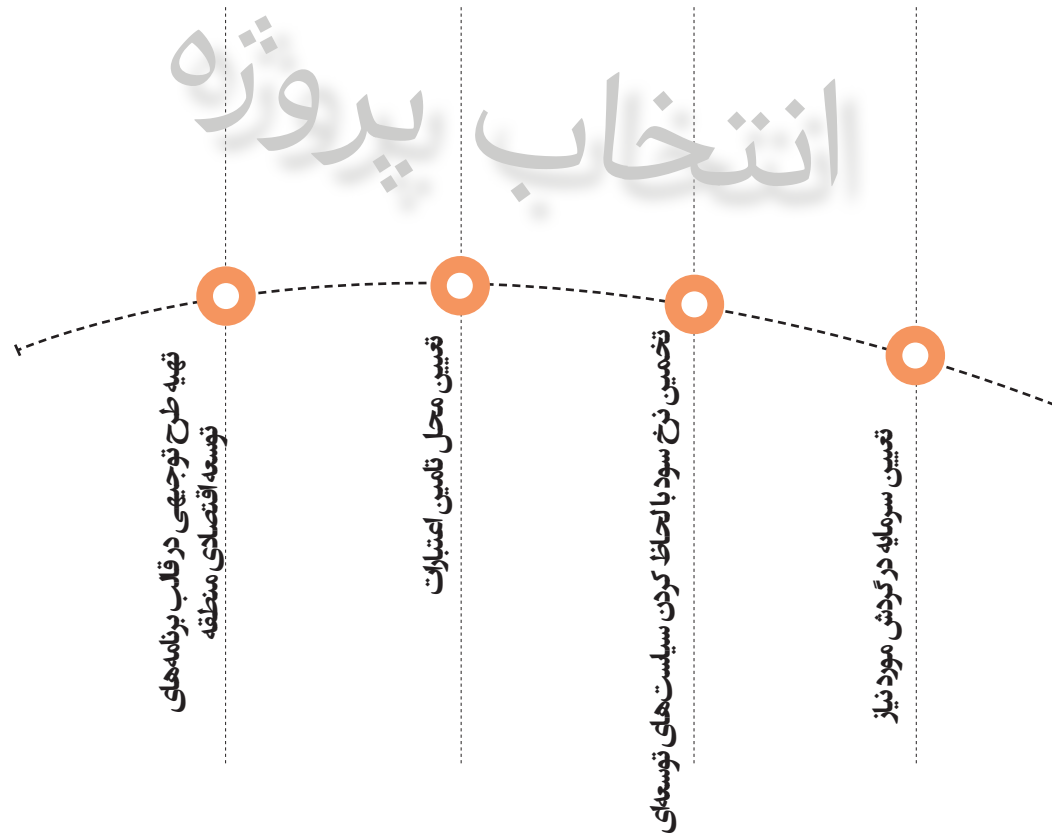 انتخاب پروژه
تعیین سرمایه در گردش مورد نیاز
تخمین نرخ سود با لحاظ کردن سیاست‌های توسعه‌ای
تعیین محل تامین اعتبارات
تهیه طرح توجیهی در قالب برنامه‌های
توسعه اقتصادی منطقه